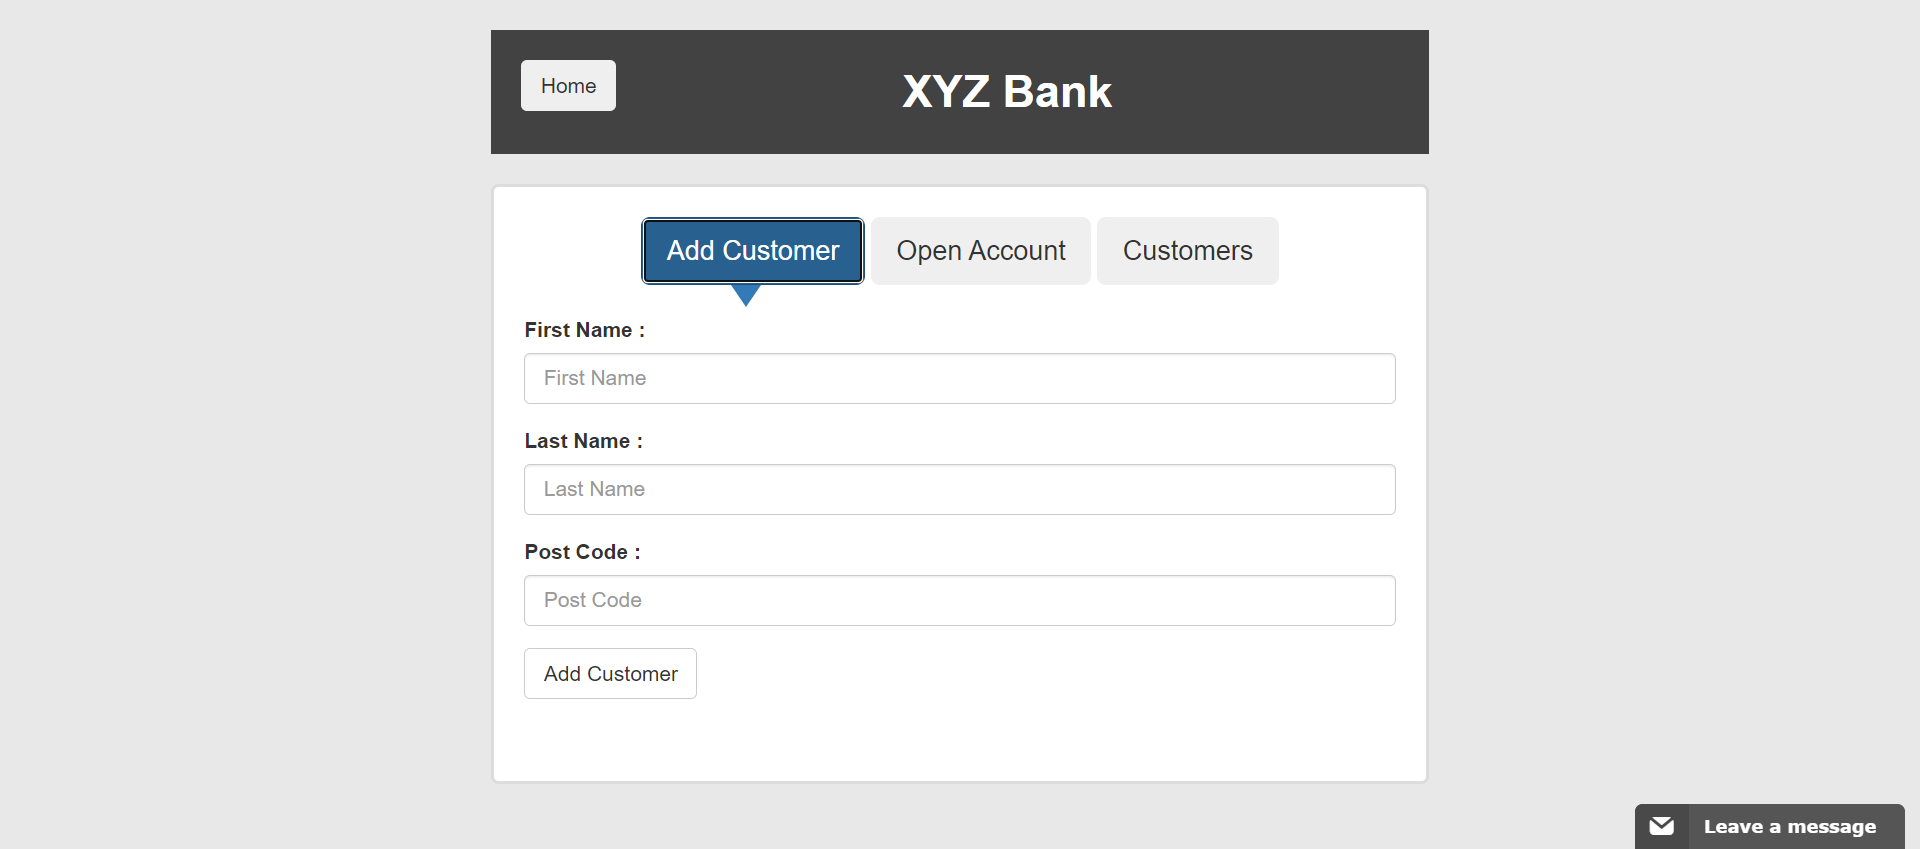 Home
XYZ Bank
Add Customer
Open Account
Customers
First Name :
First Name
Last Name :
Last Name
Post Code :
Post Code
Add Customer
Leave a message